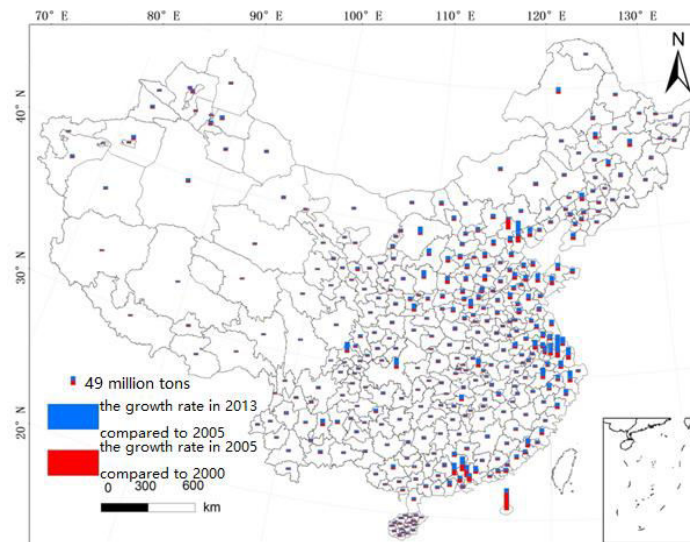 70° E 80° E 90° E 100° E 110° E 120° E 130° E
N
40° N
30° N
20° N
49 million tons
the growth rate in 2013
compared to 2005
the growth rate in 2005
compared to 2000
0 300 600
km